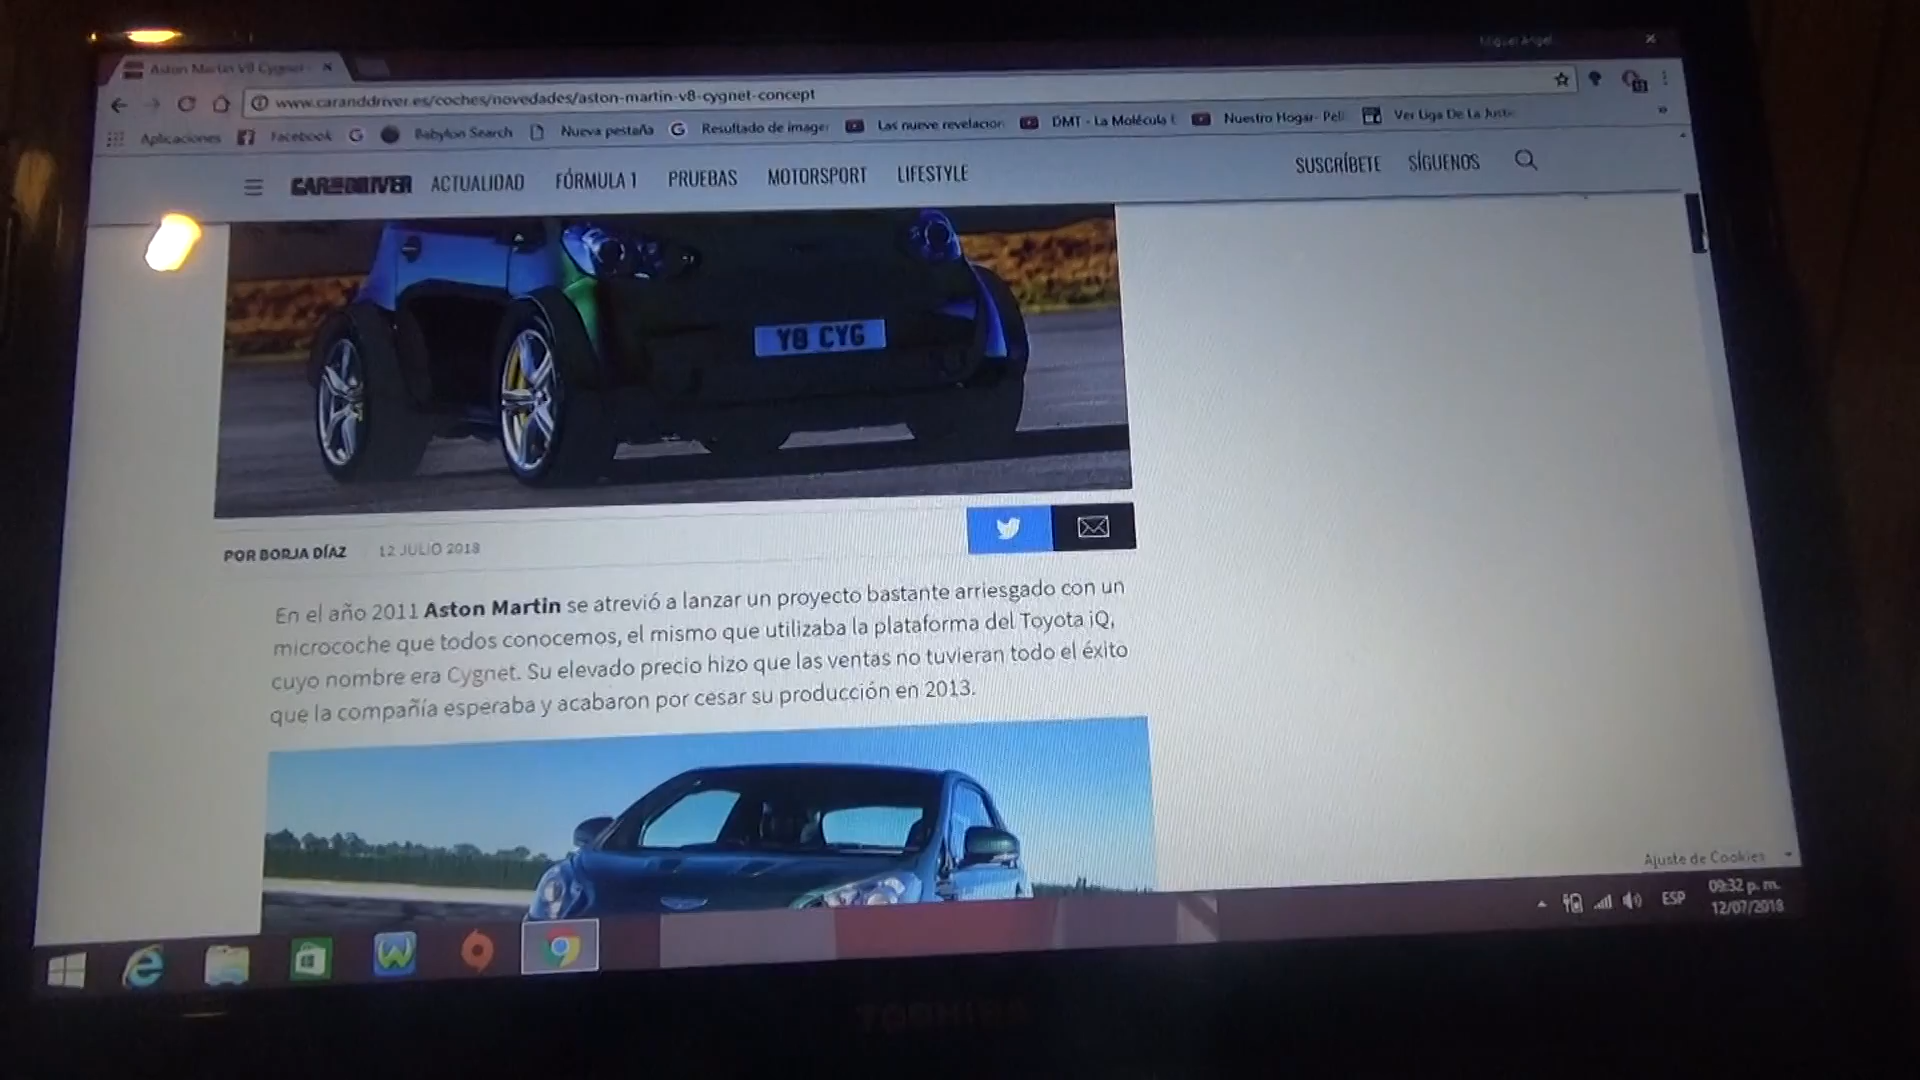 Miguel Angel
Aston Martin V8 Cygnet
www.caranddriver.es/coches/novedades/aston-martin-v8-cygnet-concept
Aplicaciones Facebook Babylon Search Nueva pestaña Resultado de imager Las nueve revelacion DMT - La Molécula Nuestro Hogar- Peli Ver Liga De La Justic
CAR AND DRIVER ACTUALIDAD FÓRMULA 1 PRUEBAS MOTORSPORT LIFESTYLE SUSCRÍBETE SÍGUENOS
V8 CYG
POR BORJA DÍAZ 12 JULIO 2018
En el año 2011 Aston Martin se atrevió a lanzar un proyecto bastante arriesgado con un
microcoche que todos conocemos, el mismo que utilizaba la plataforma del Toyota iQ,
cuyo nombre era Cygnet. Su elevado precio hizo que las ventas no tuvieran todo el éxito
que la compañía esperaba y acabaron por cesar su producción en 2013.
Ajuste de Cookies
ESP 09:32 p. m.
12/07/2018
TOSHIBA